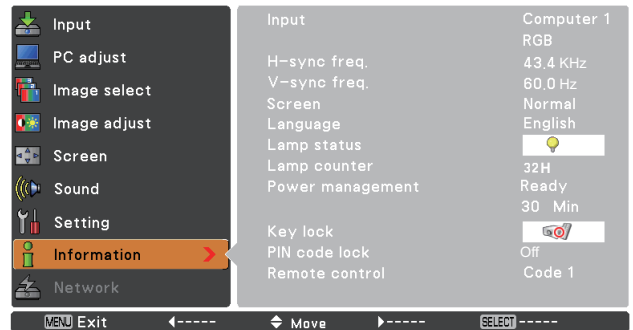 Input
PC adjust
Image select
Image adjust
Screen
Sound
Setting
Information
Network
Input Computer 1
RGB
H-sync freq. 43.4 KHz
V-sync freq. 60.0 Hz
Screen Normal
Language English
Lamp status
Lamp counter 32H
Power management Ready
30 Min
Key lock
PIN code lock Off
Remote control Code 1
MENU Exit ----- Move ----- SELECT -----